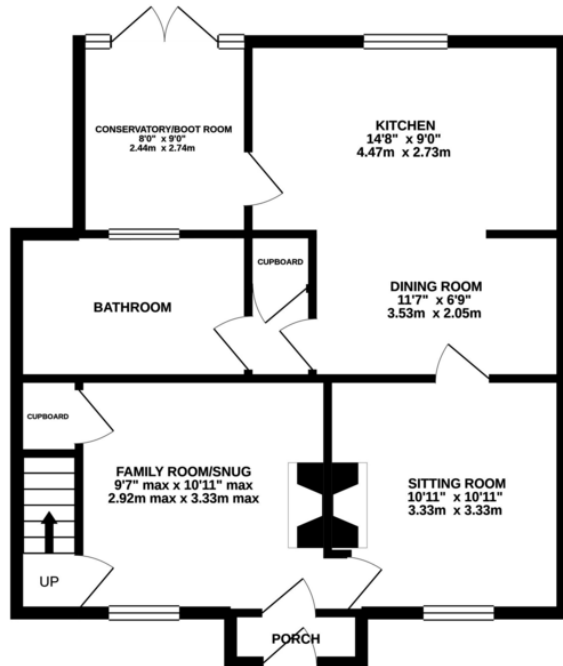 CONSERVATORY/BOOT ROOM
8'0" x 9'0"
2.44m x 2.74m
KITCHEN
14'8" x 9'0"
4.47m x 2.73m
CUPBOARD
BATHROOM
DINING ROOM
11'7" x 6'9"
3.53m x 2.05m
CUPBOARD
FAMILY ROOM/SNUG
9'7" max x 10'11" max
2.92m max x 3.33m max
SITTING ROOM
10'11" x 10'11"
3.33m x 3.33m
UP
PORCH